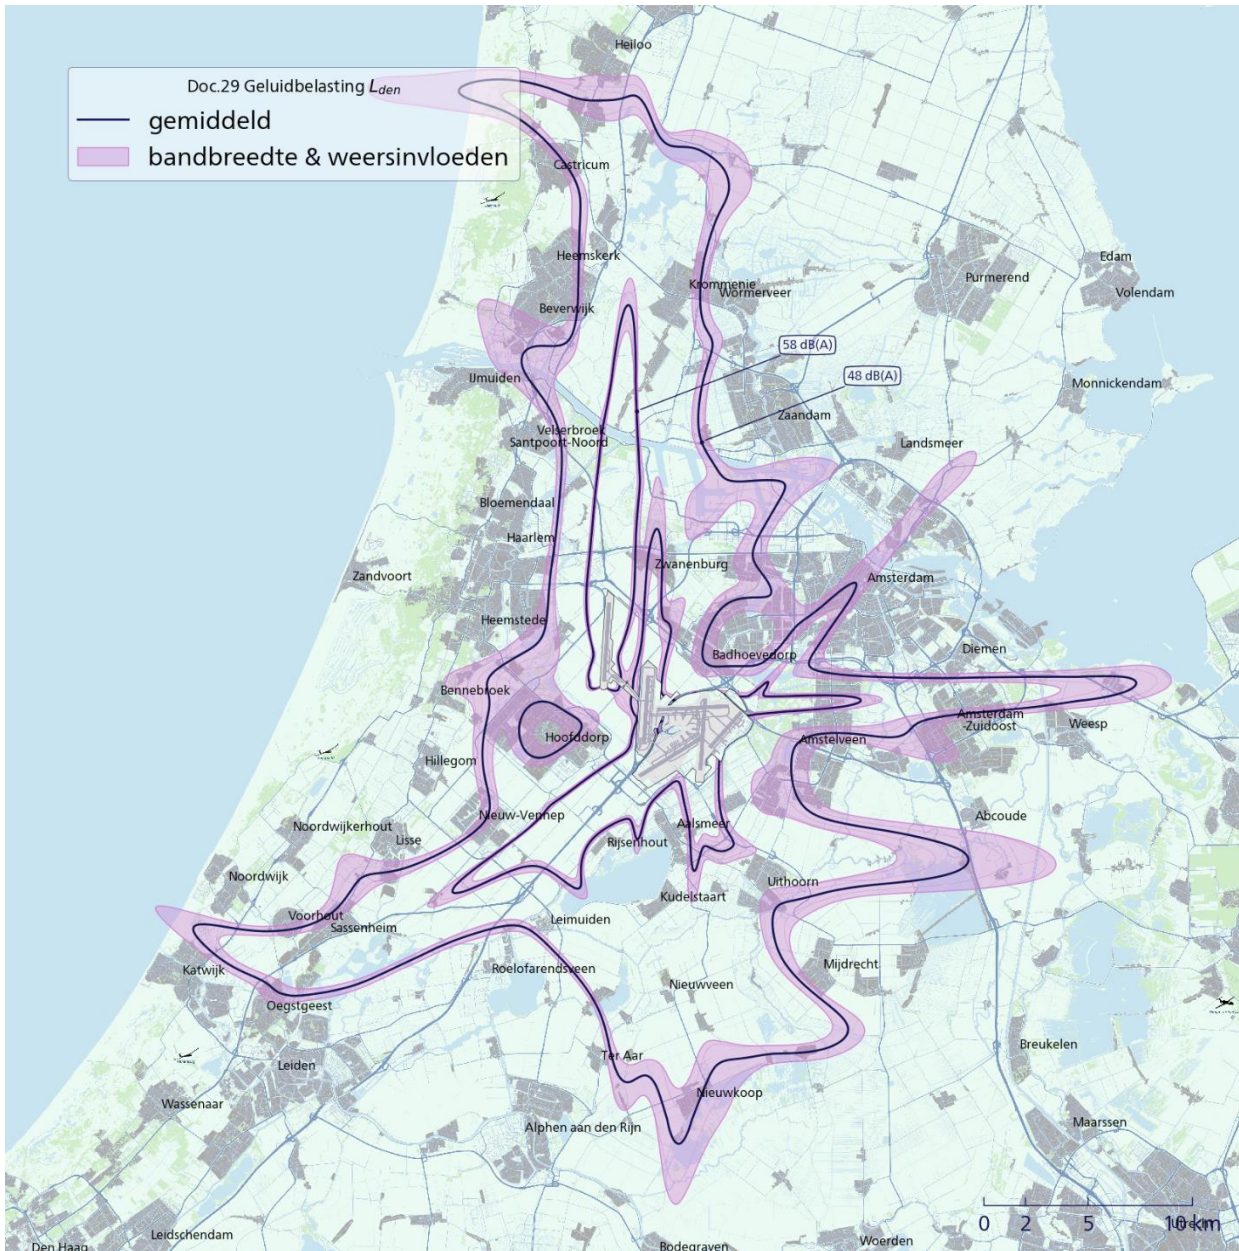 Heiloo
Doc.29 Geluidbelasting Lden
gemiddeld
bandbreedte & weersinvloeden
Castricum
Heemskerk
Edam
Purmerend
Krommenie
Wormerveer
Volendam
Beverwijk
58 dB(A)
48 dB(A)
IJmuiden
Monnickendam
Zaandam
Velserbroek
Santpoort-Noord
Landsmeer
Bloemendaal
Haarlem
Zwanenburg
Zandvoort
Amsterdam
Heemstede
Badhoevedorp
Diemen
Bennebroek
Amsterdam
-Zuidoost
Weesp
Hoofddorp
Amstelveen
Hillegom
Nieuw-Vennep
Abcoude
Noordwijkerhout
Aalsmeer
Lisse
Rijsenhout
Noordwijk
Uithoorn
Kudelstaart
Voorhout
Sassenheim
Leimuiden
Katwijk
Roelofarendsveen
Mijdrecht
Nieuwveen
Oegstgeest
Breukelen
Ter Aar
Leiden
Nieuwkoop
Wassenaar
Alphen aan den Rijn
Maarssen
0 2 5 10 km
Utrecht
Leidschendam
Den Haag
Bodegraven
Woerden